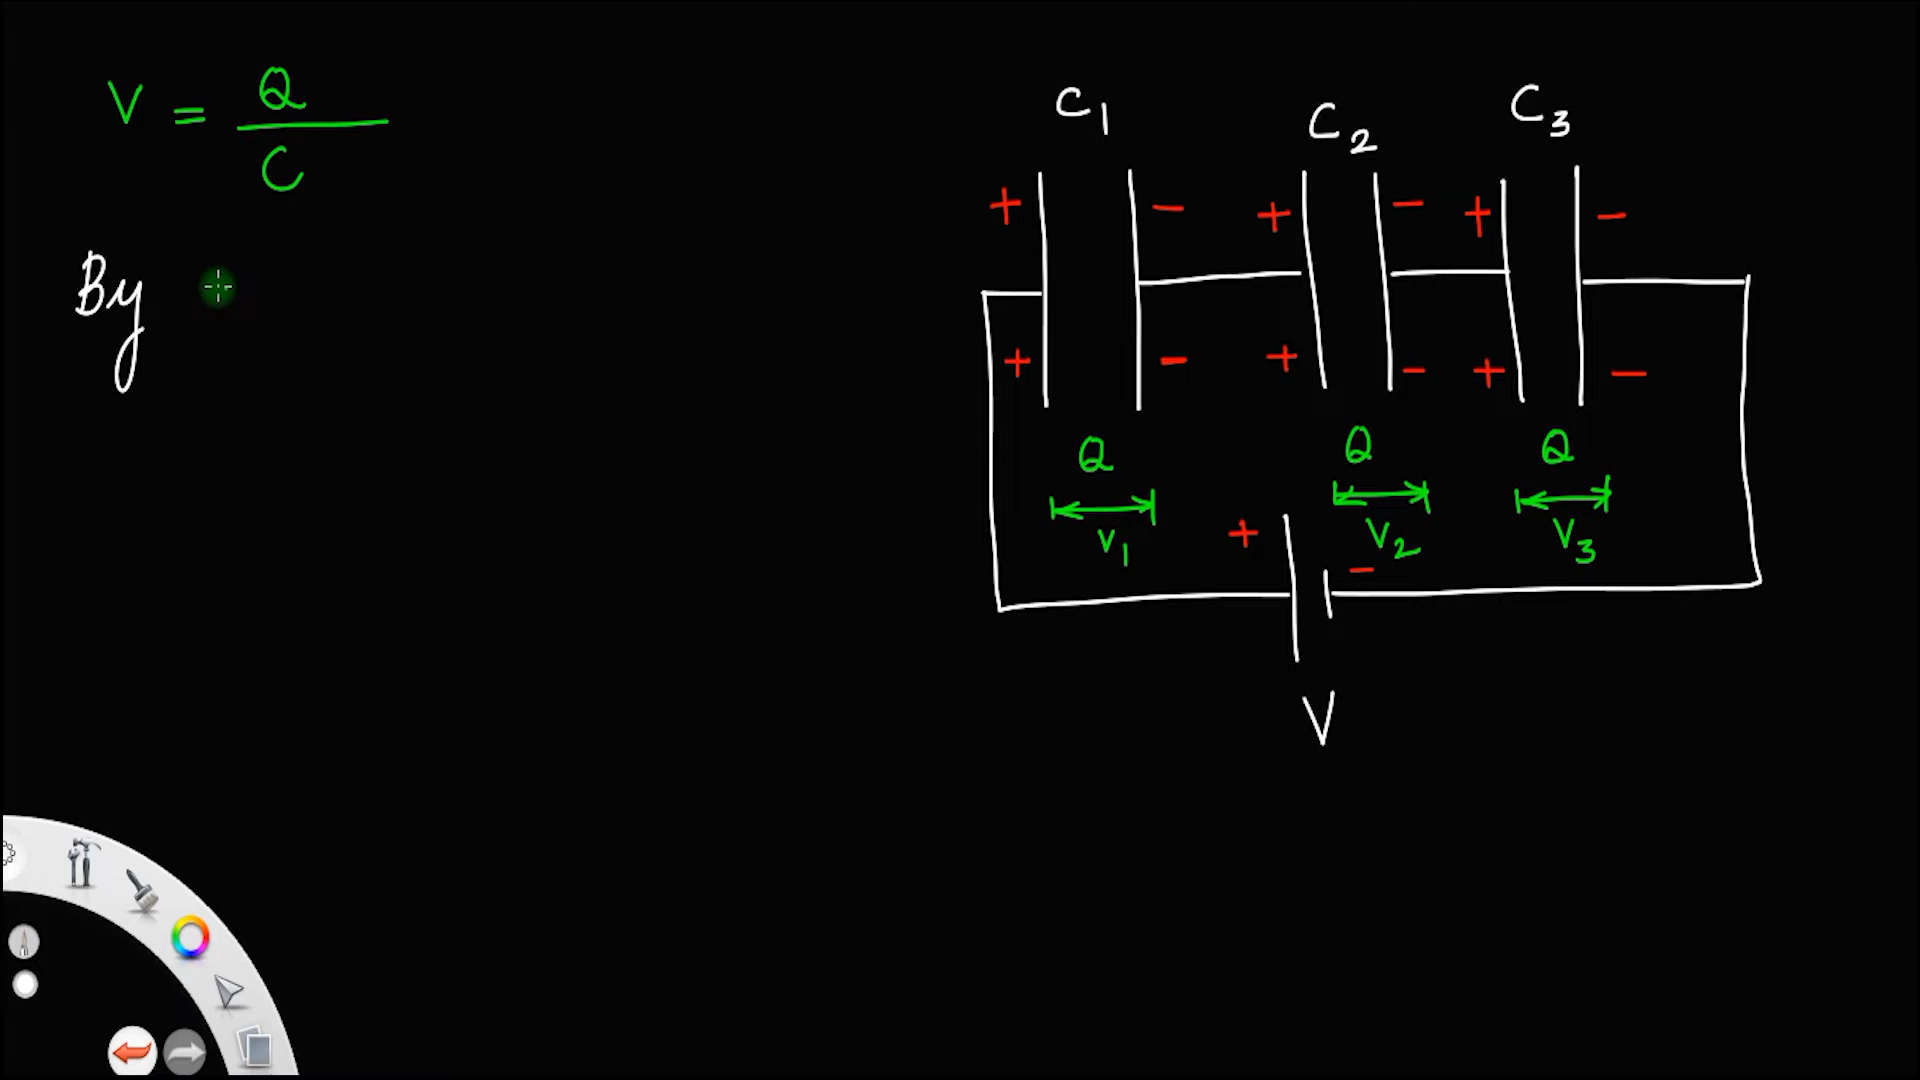 V = Q / C
By
C1 C2 C3
+ - + - + -
+ - + - + -
Q Q Q
V1 V2 V3
+ -
V